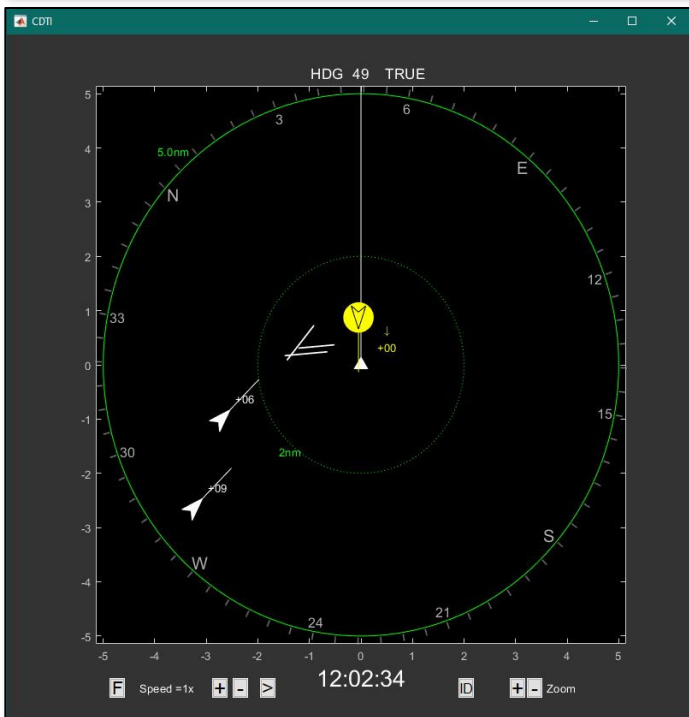 CDTI
HDG 49 TRUE
5
4
3
2
1
0
-1
-2
-3
-4
-5
3
6
5.0nm
N
E
12
33
↓
+00
+06
15
30
2nm
+09
S
W
24
21
-5 -4 -3 -2 -1 0 1 2 3 4 5
F Speed =1x + - > 12:02:34 ID + - Zoom